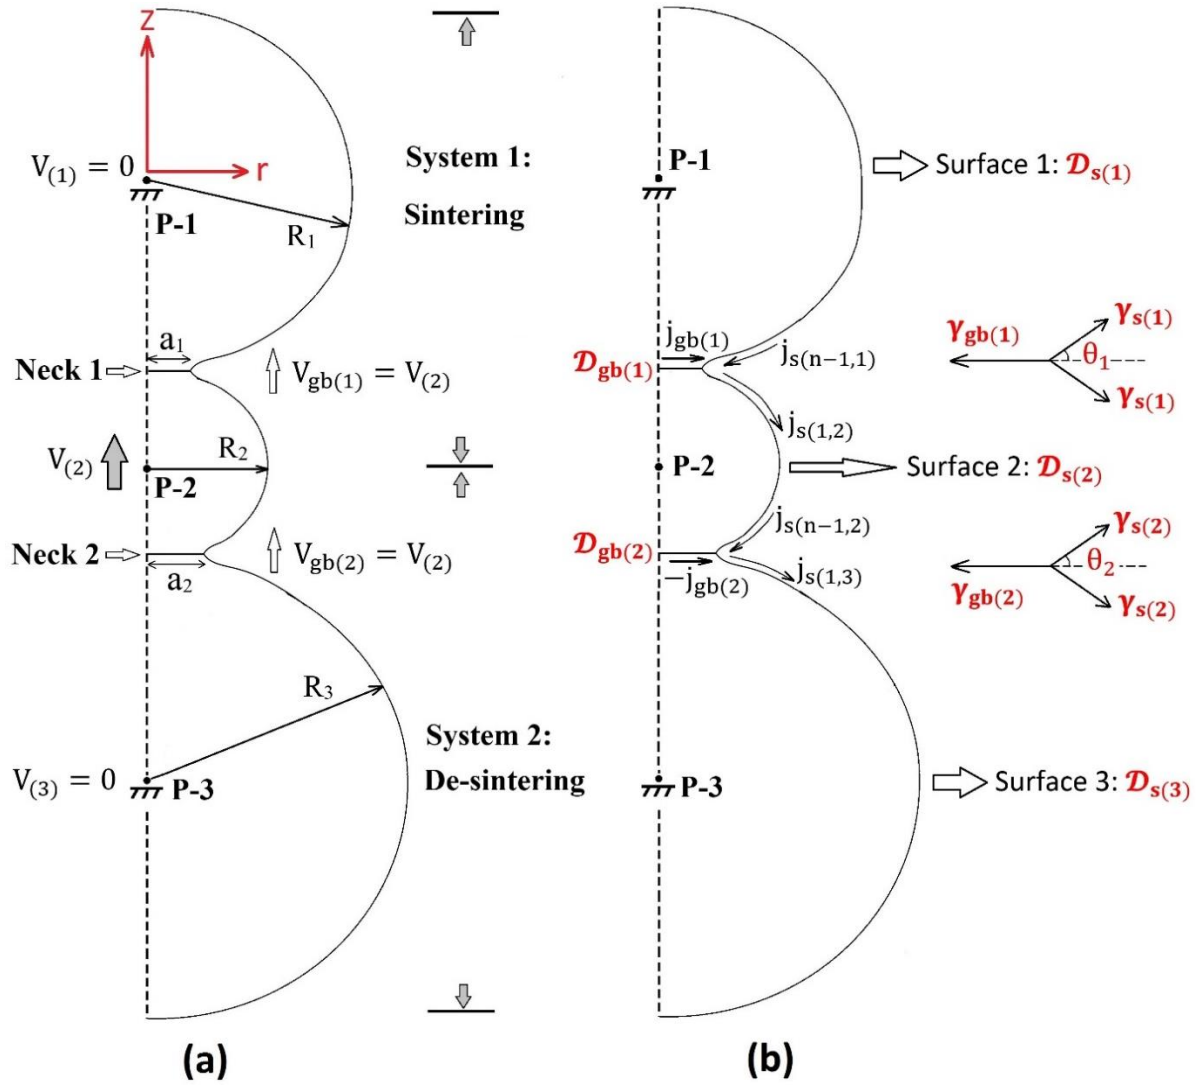 Z
V(1) = 0
r
P-1
R1
System 1:
Sintering
a1
Neck 1
Vgb(1) = V(2)
V(2)
R2
P-2
Neck 2
Vgb(2) = V(2)
a2
R3
V(3) = 0
P-3
System 2:
De-sintering
(a)
P-1
Surface 1: 𝓓s(1)
jgb(1)
𝓓gb(1)
js(n−1,1)
js(1,2)
γgb(1)
γs(1)
θ1
γs(1)
P-2
Surface 2: 𝓓s(2)
js(n−1,2)
𝓓gb(2)
−jgb(2)
js(1,3)
γs(2)
θ2
γgb(2)
γs(2)
P-3
Surface 3: 𝓓s(3)
(b)